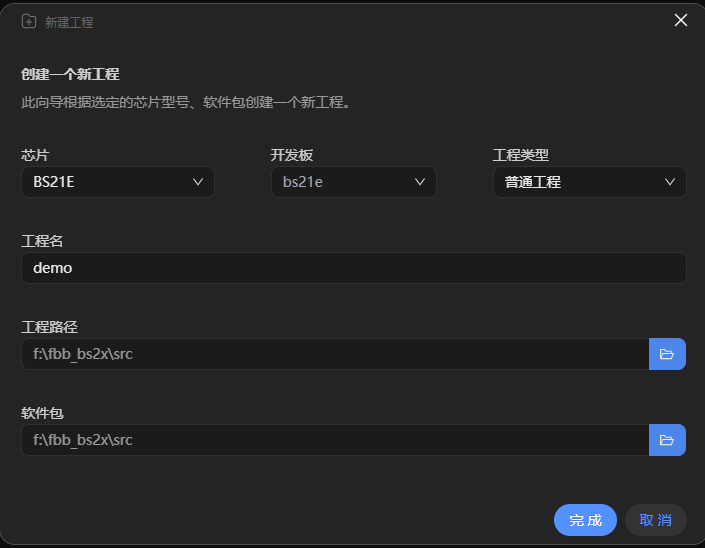 新建工程
创建一个新工程
此向导根据选定的芯片型号、软件包创建一个新工程。
芯片 开发板 工程类型
BS21E bs21e 普通工程
工程名
demo
工程路径
f:\fbb_bs2x\src
软件包
f:\fbb_bs2x\src
完成 取消